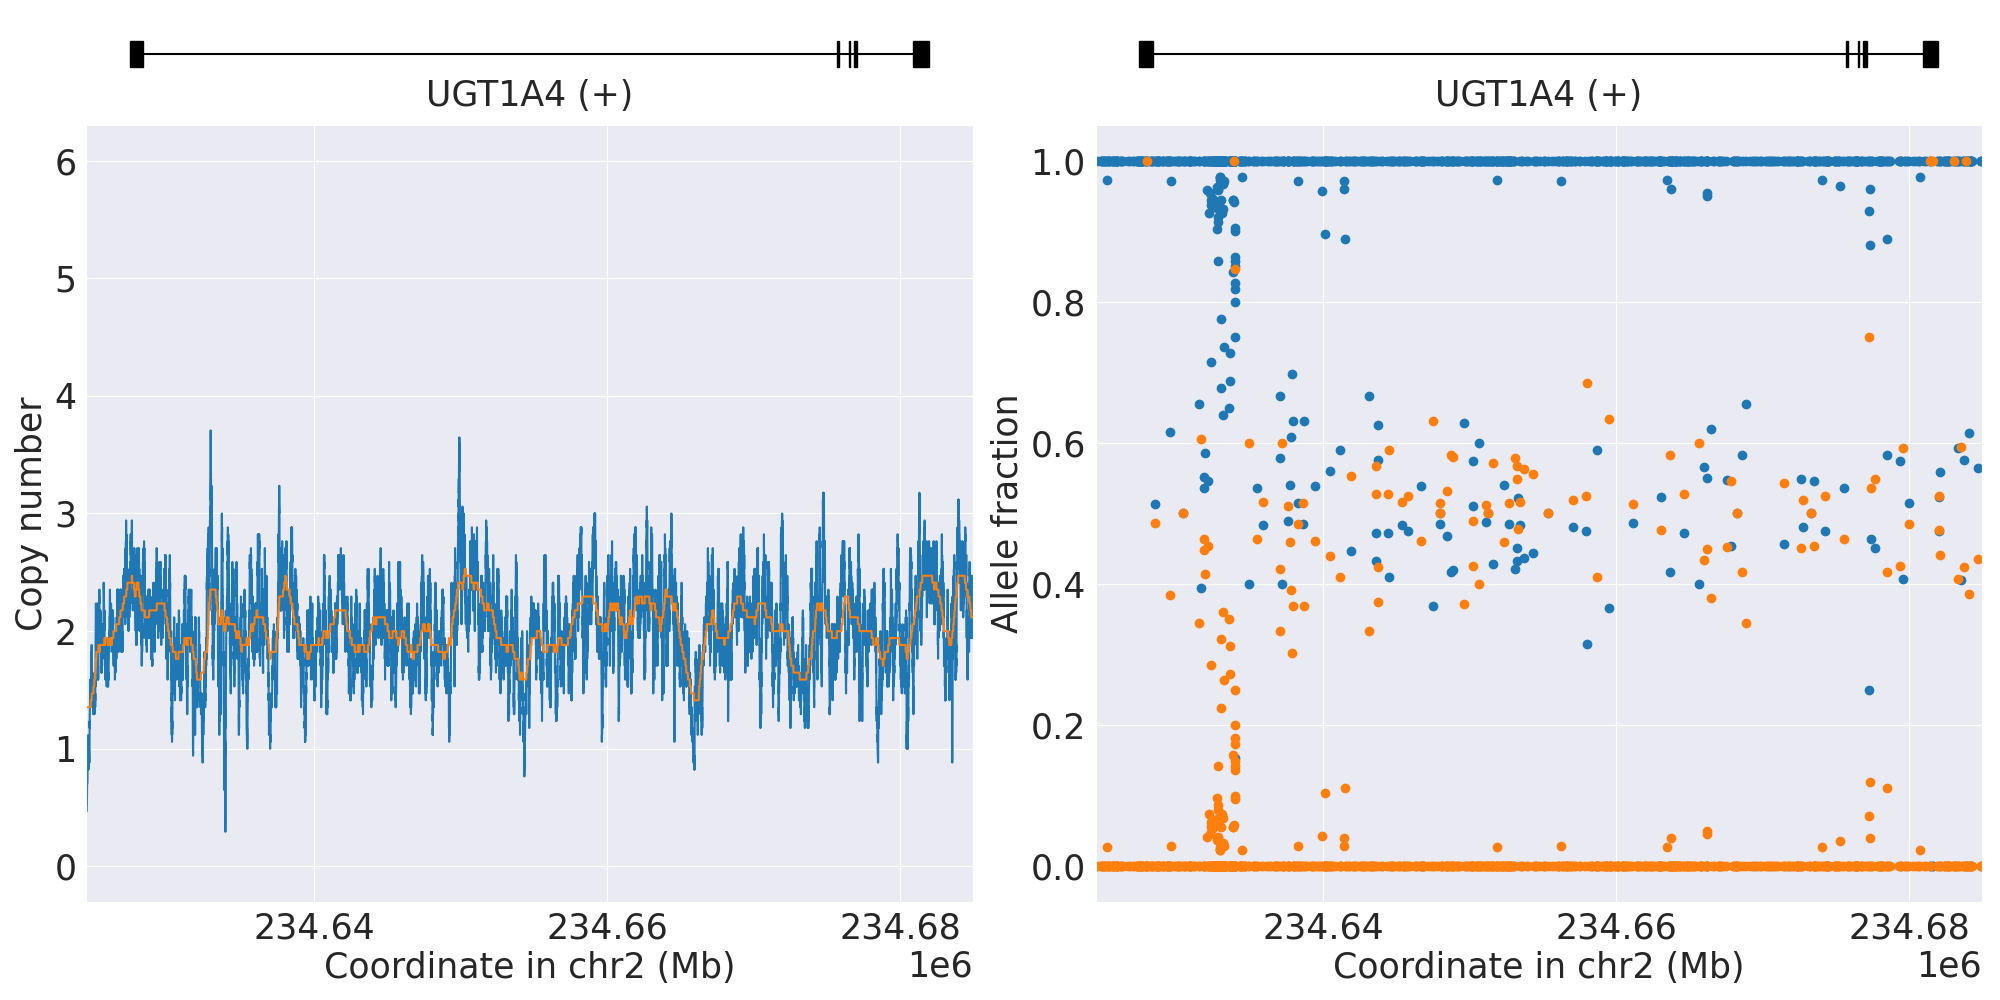 UGT1A4 (+)
6
5
4
3
2
1
0
Copy number
234.64
234.66
234.68
Coordinate in chr2 (Mb)
1e6
UGT1A4 (+)
1.0
0.8
0.6
0.4
0.2
0.0
Allele fraction
234.64
234.66
234.68
Coordinate in chr2 (Mb)
1e6